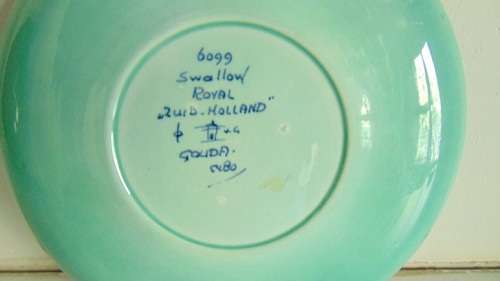 6099
Swallow
ROYAL
„ZUID-HOLLAND"
GOUDA.